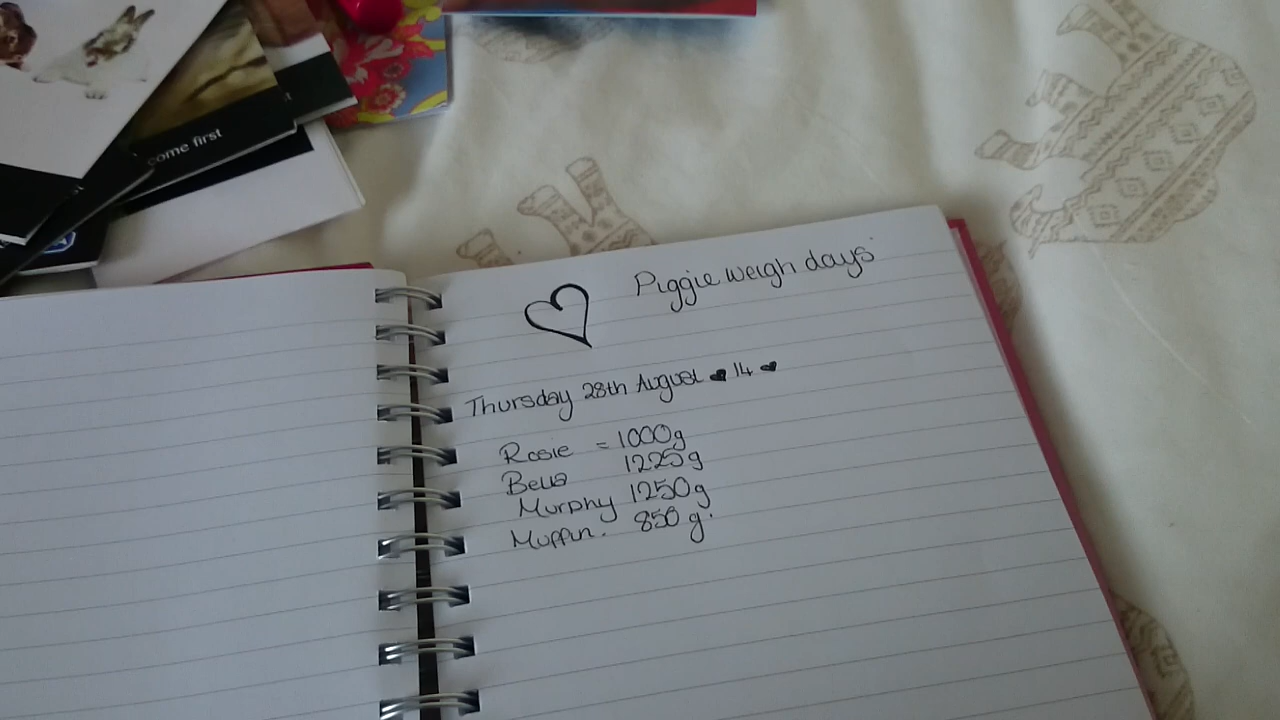 come first
Piggie weigh days
Thursday 28th August 14
Rosie = 1000g
Bella 1225g
Murphy 1250g
Muffin. 850g.